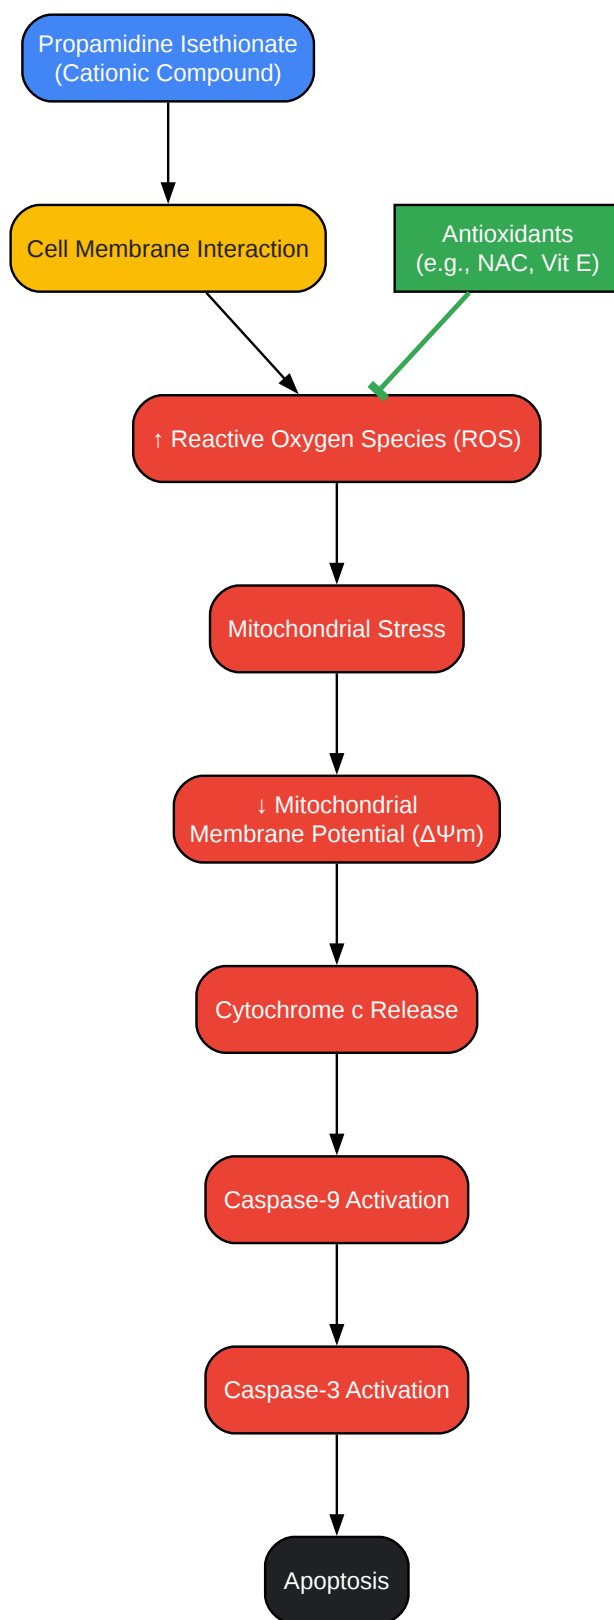 Propamidine Isethionate
(Cationic Compound)
Cell Membrane Interaction
Antioxidants
(e.g., NAC, Vit E)
↑ Reactive Oxygen Species (ROS)
Mitochondrial Stress
↓ Mitochondrial
Membrane Potential (ΔΨm)
Cytochrome c Release
Caspase-9 Activation
Caspase-3 Activation
Apoptosis